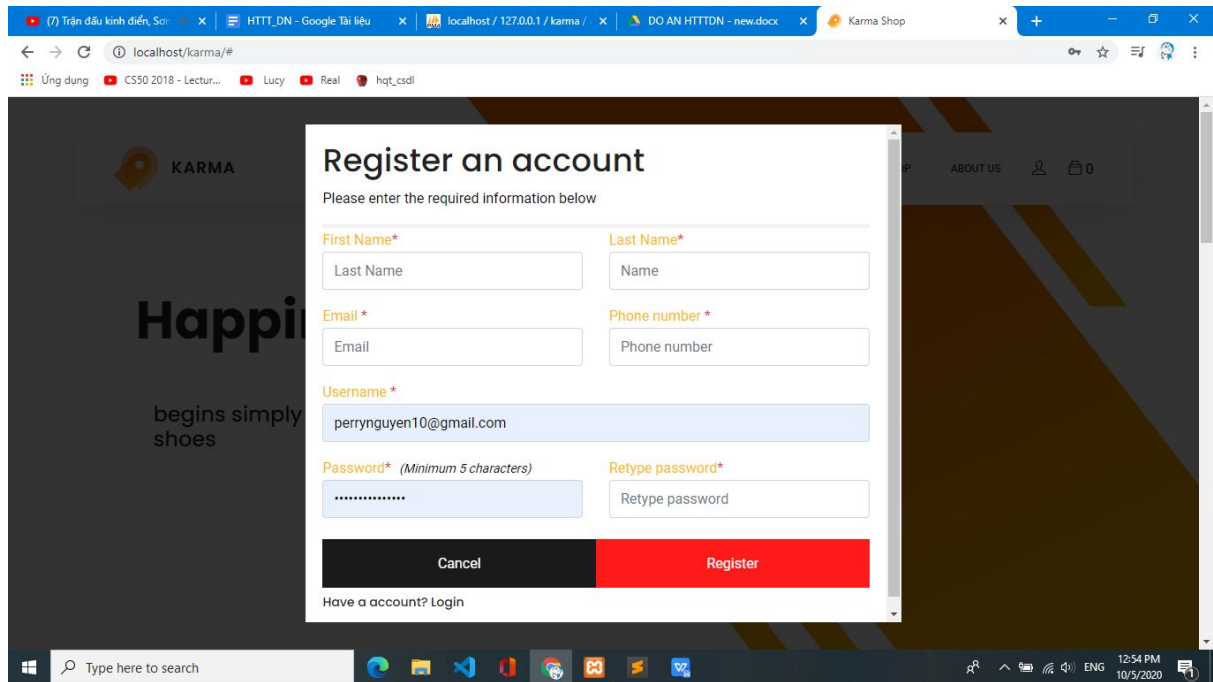 (7) Trận đấu kinh điển, Sơn
HTTT_DN - Google Tài liệu
localhost / 127.0.0.1 / karma /
DO AN HTTTDN - new.docx
Karma Shop
localhost/karma/#
Ứng dụng
CS50 2018 - Lectur...
Lucy
Real
hqt_csdl
KARMA
ABOUT US
0
Register an account
Please enter the required information below
First Name* Last Name*
Last Name Name
Email * Phone number *
Email Phone number
Username *
perrynguyen10@gmail.com
Password* (Minimum 5 characters) Retype password*
Retype password
Cancel Register
Have a account? Login
begins simply
shoes
Type here to search
ENG
12:54 PM
10/5/2020